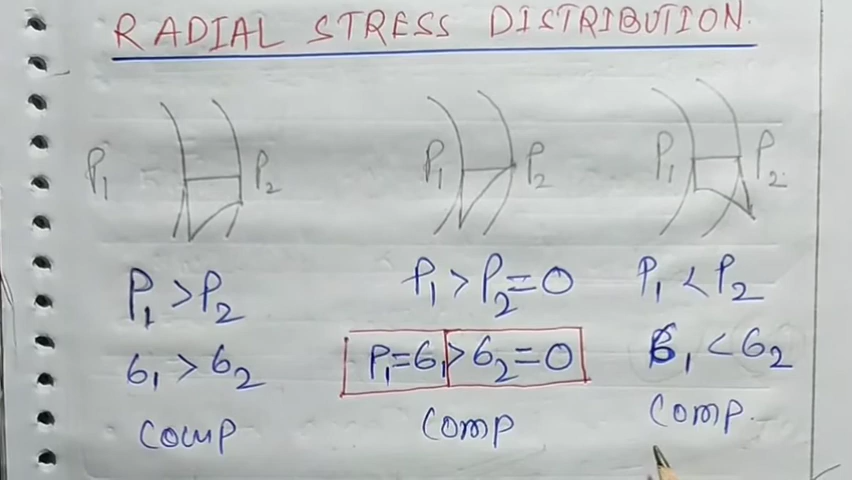 RADIAL STRESS DISTRIBUTION.
P₁ P₂ P₁ P₂ P₁ P₂
P₁ > P₂ P₁ > P₂ = 0 P₁ < P₂
6₁ > 6₂ P₁ = 6₁ > 6₂ = 0 6₁ < 6₂
Comp Comp Comp.